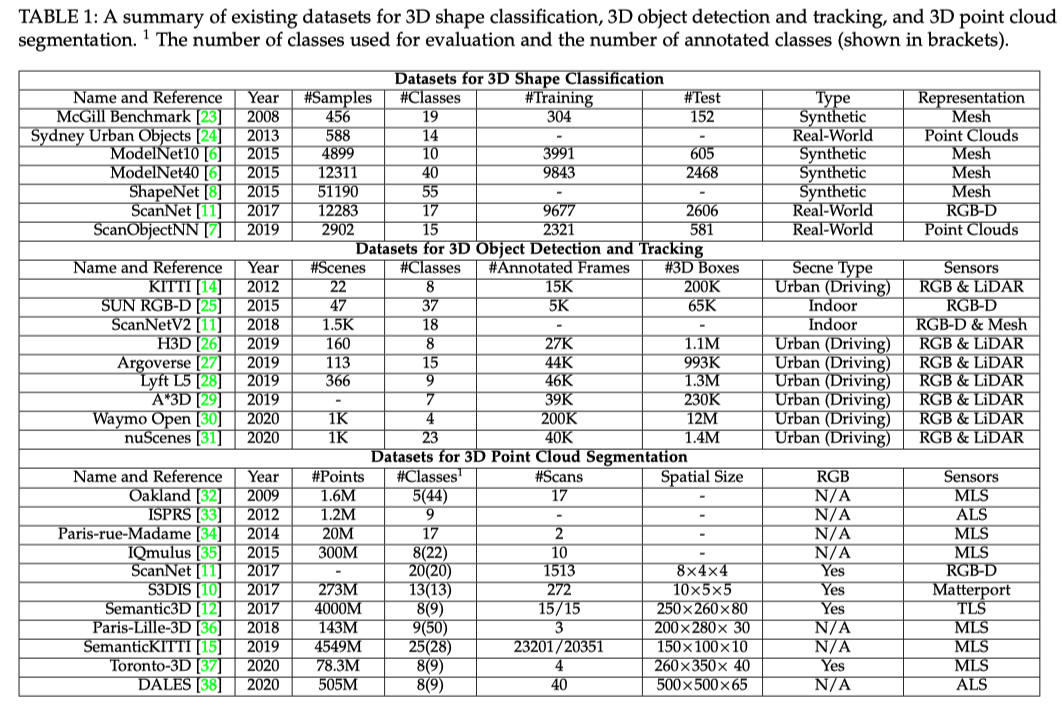 TABLE 1: A summary of existing datasets for 3D shape classification, 3D object detection and tracking, and 3D point cloud
segmentation. ¹ The number of classes used for evaluation and the number of annotated classes (shown in brackets).
Datasets for 3D Shape Classification
Name and Reference Year #Samples #Classes #Training #Test Type Representation
McGill Benchmark [23] 2008 456 19 304 152 Synthetic Mesh
Sydney Urban Objects [24] 2013 588 14 - - Real-World Point Clouds
ModelNet10 [6] 2015 4899 10 3991 605 Synthetic Mesh
ModelNet40 [6] 2015 12311 40 9843 2468 Synthetic Mesh
ShapeNet [8] 2015 51190 55 - - Synthetic Mesh
ScanNet [11] 2017 12283 17 9677 2606 Real-World RGB-D
ScanObjectNN [7] 2019 2902 15 2321 581 Real-World Point Clouds
Datasets for 3D Object Detection and Tracking
Name and Reference Year #Scenes #Classes #Annotated Frames #3D Boxes Secne Type Sensors
KITTI [14] 2012 22 8 15K 200K Urban (Driving) RGB & LiDAR
SUN RGB-D [25] 2015 47 37 5K 65K Indoor RGB-D
ScanNetV2 [11] 2018 1.5K 18 - - Indoor RGB-D & Mesh
H3D [26] 2019 160 8 27K 1.1M Urban (Driving) RGB & LiDAR
Argoverse [27] 2019 113 15 44K 993K Urban (Driving) RGB & LiDAR
Lyft L5 [28] 2019 366 9 46K 1.3M Urban (Driving) RGB & LiDAR
A*3D [29] 2019 - 7 39K 230K Urban (Driving) RGB & LiDAR
Waymo Open [30] 2020 1K 4 200K 12M Urban (Driving) RGB & LiDAR
nuScenes [31] 2020 1K 23 40K 1.4M Urban (Driving) RGB & LiDAR
Datasets for 3D Point Cloud Segmentation
Name and Reference Year #Points #Classes¹ #Scans Spatial Size RGB Sensors
Oakland [32] 2009 1.6M 5(44) 17 - N/A MLS
ISPRS [33] 2012 1.2M 9 - - N/A ALS
Paris-rue-Madame [34] 2014 20M 17 2 - N/A MLS
IQmulus [35] 2015 300M 8(22) 10 - N/A MLS
ScanNet [11] 2017 - 20(20) 1513 8×4×4 Yes RGB-D
S3DIS [10] 2017 273M 13(13) 272 10×5×5 Yes Matterport
Semantic3D [12] 2017 4000M 8(9) 15/15 250×260×80 Yes TLS
Paris-Lille-3D [36] 2018 143M 9(50) 3 200×280× 30 N/A MLS
SemanticKITTI [15] 2019 4549M 25(28) 23201/20351 150×100×10 N/A MLS
Toronto-3D [37] 2020 78.3M 8(9) 4 260×350× 40 Yes MLS
DALES [38] 2020 505M 8(9) 40 500×500×65 N/A ALS